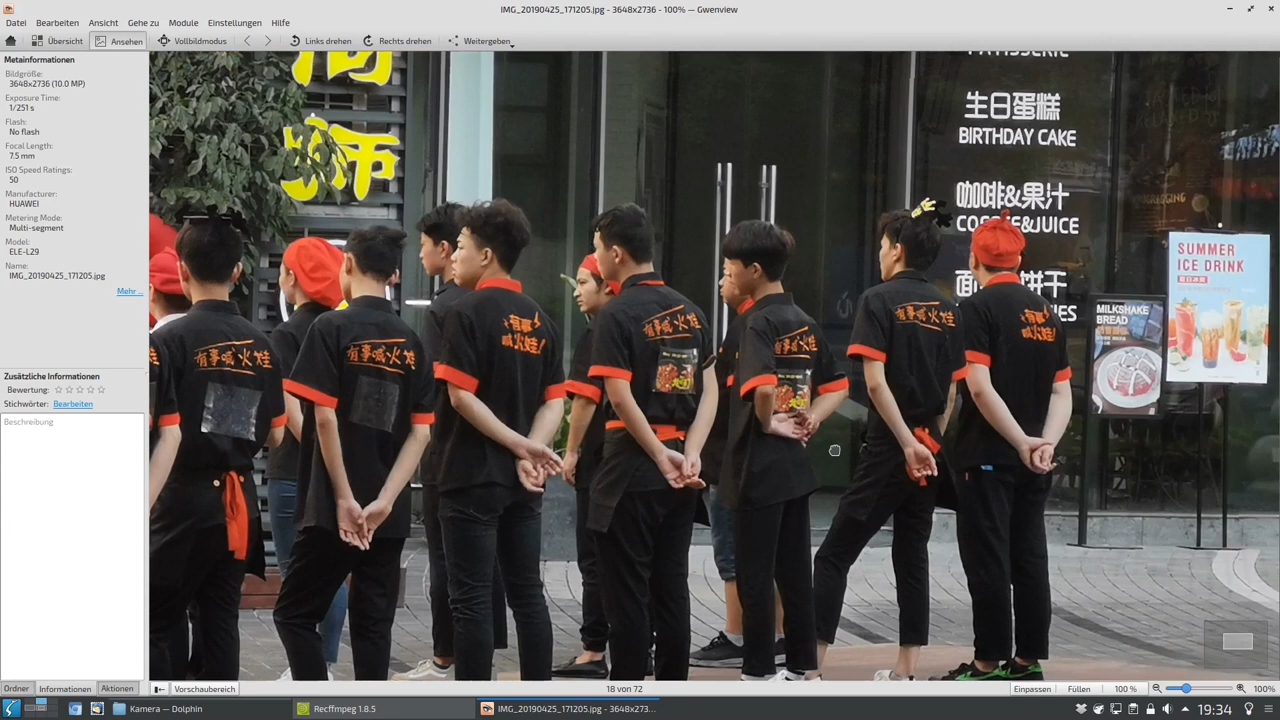 IMG_20190425_171205.jpg - 3648x2736 - 100% — Gwenview
Datei Bearbeiten Ansicht Gehe zu Module Einstellungen Hilfe
Übersicht Ansehen Vollbildmodus Links drehen Rechts drehen Weitergeben
Metainformationen
Bildgröße:
3648x2736 (10.0 MP)
Exposure Time:
1/251 s
Flash:
No flash
Focal Length:
7.5 mm
ISO Speed Ratings:
50
Manufacturer:
HUAWEI
Metering Mode:
Multi-segment
Model:
ELE-L29
Name:
IMG_20190425_171205.jpg
Mehr ...
Zusätzliche Informationen
Bewertung:
Stichwörter: Bearbeiten
Beschreibung
PATISSERIE
生日蛋糕
BIRTHDAY CAKE
咖啡&果汁
COFFEE&JUICE
SUMMER
ICE DRINK
MILKSHAKE
BREAD
有事喊火娃
有事喊火娃
有事
喊火娃!
有事喊火娃
有事喊火娃
有事喊火娃
有事
喊火娃!
Ordner Informationen Aktionen
Vorschaubereich
18 von 72
Einpassen Füllen 100 % 100%
Kamera — Dolphin
Recffmpeg 1.8.5
IMG_20190425_171205.jpg - 3648x273...
19:34